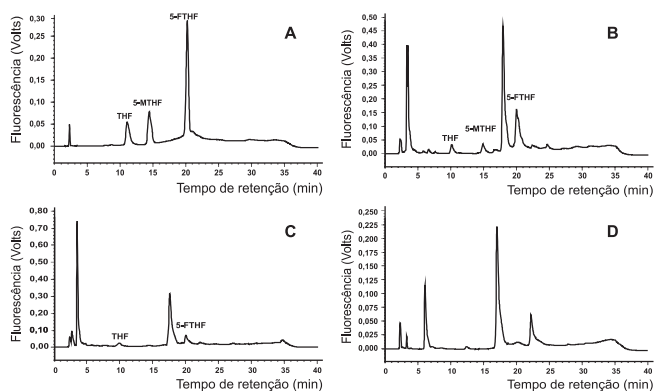 A
Fluorescência (Volts)
0,30
0,25
0,20
0,15
0,10
0,05
0,00
THF
5-MTHF
5-FTHF
0 5 10 15 20 25 30 35 40
Tempo de retenção (min)
B
Fluorescência (Volts)
0,50
0,45
0,40
0,35
0,30
0,25
0,20
0,15
0,10
0,05
0,00
THF
5-MTHF
5-FTHF
0 5 10 15 20 25 30 35 40
Tempo de retenção (min)
C
Fluorescência (Volts)
0,80
0,70
0,60
0,50
0,40
0,30
0,20
0,10
0,00
THF
5-FTHF
0 5 10 15 20 25 30 35 40
Tempo de retenção (min)
D
Fluorescência (Volts)
0,250
0,225
0,200
0,175
0,150
0,125
0,100
0,075
0,050
0,025
0,000
0 5 10 15 20 25 30 35 40
Tempo de retenção (min)